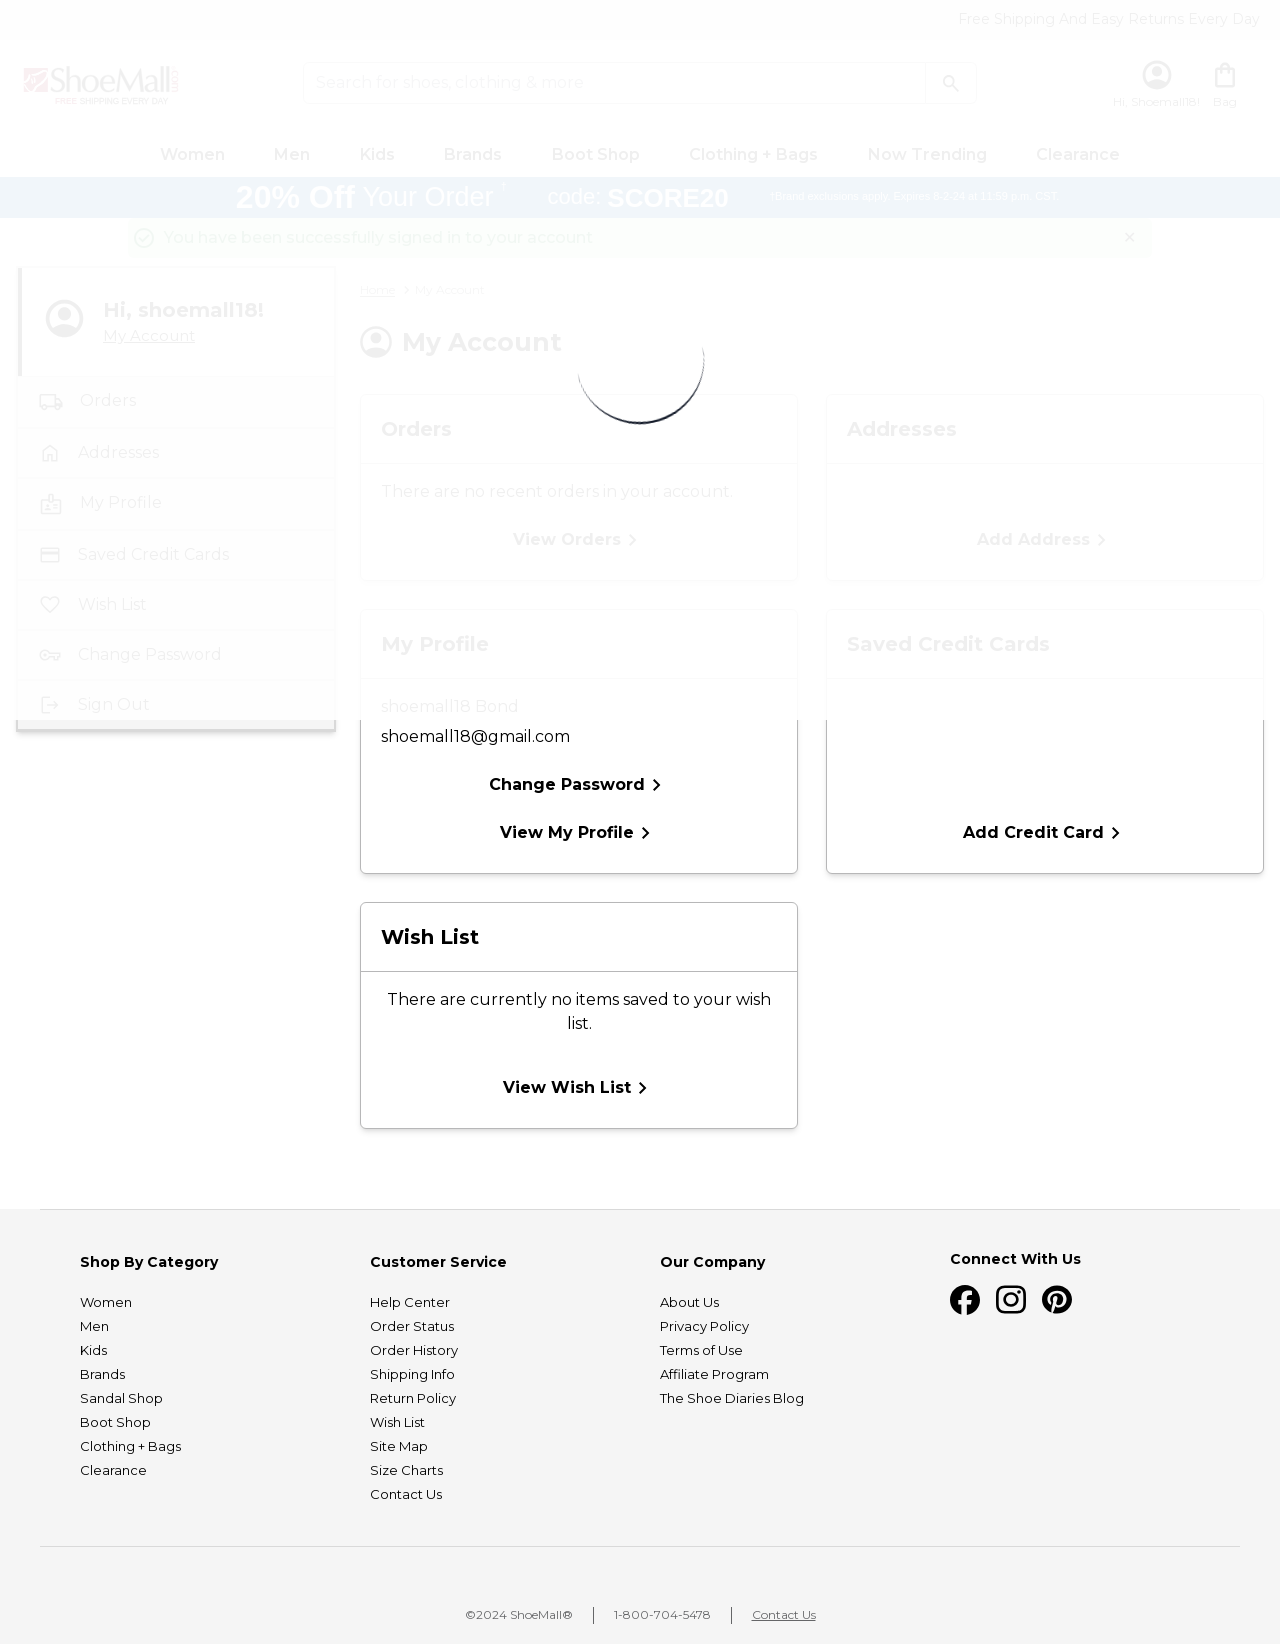 Free Shipping And Easy Returns Every Day
ShoeMall
FREE SHIPPING EVERY DAY
Search for shoes, clothing & more
Hi, Shoemall18!
Bag
Women
Men
Kids
Brands
Boot Shop
Clothing + Bags
Now Trending
Clearance
20% Off Your Order†
code: SCORE20
†Brand exclusions apply. Expires 6-2-24 at 11:59 p.m. CST.
You have been successfully signed in to your account
Hi, shoemall18!
My Account
Orders
Addresses
My Profile
Saved Credit Cards
Wish List
Change Password
Sign Out
Home > My Account
My Account
Orders
There are no recent orders in your account.
View Orders
Addresses
Add Address
My Profile
shoemall18 Bond
shoemall18@gmail.com
Change Password
View My Profile
Saved Credit Cards
Add Credit Card
Wish List
There are currently no items saved to your wish
list.
View Wish List
Shop By Category
Women
Men
Kids
Brands
Sandal Shop
Boot Shop
Clothing + Bags
Clearance
Customer Service
Help Center
Order Status
Order History
Shipping Info
Return Policy
Wish List
Site Map
Size Charts
Contact Us
Our Company
About Us
Privacy Policy
Terms of Use
Affiliate Program
The Shoe Diaries Blog
Connect With Us
©2024 ShoeMall®
1-800-704-5478
Contact Us